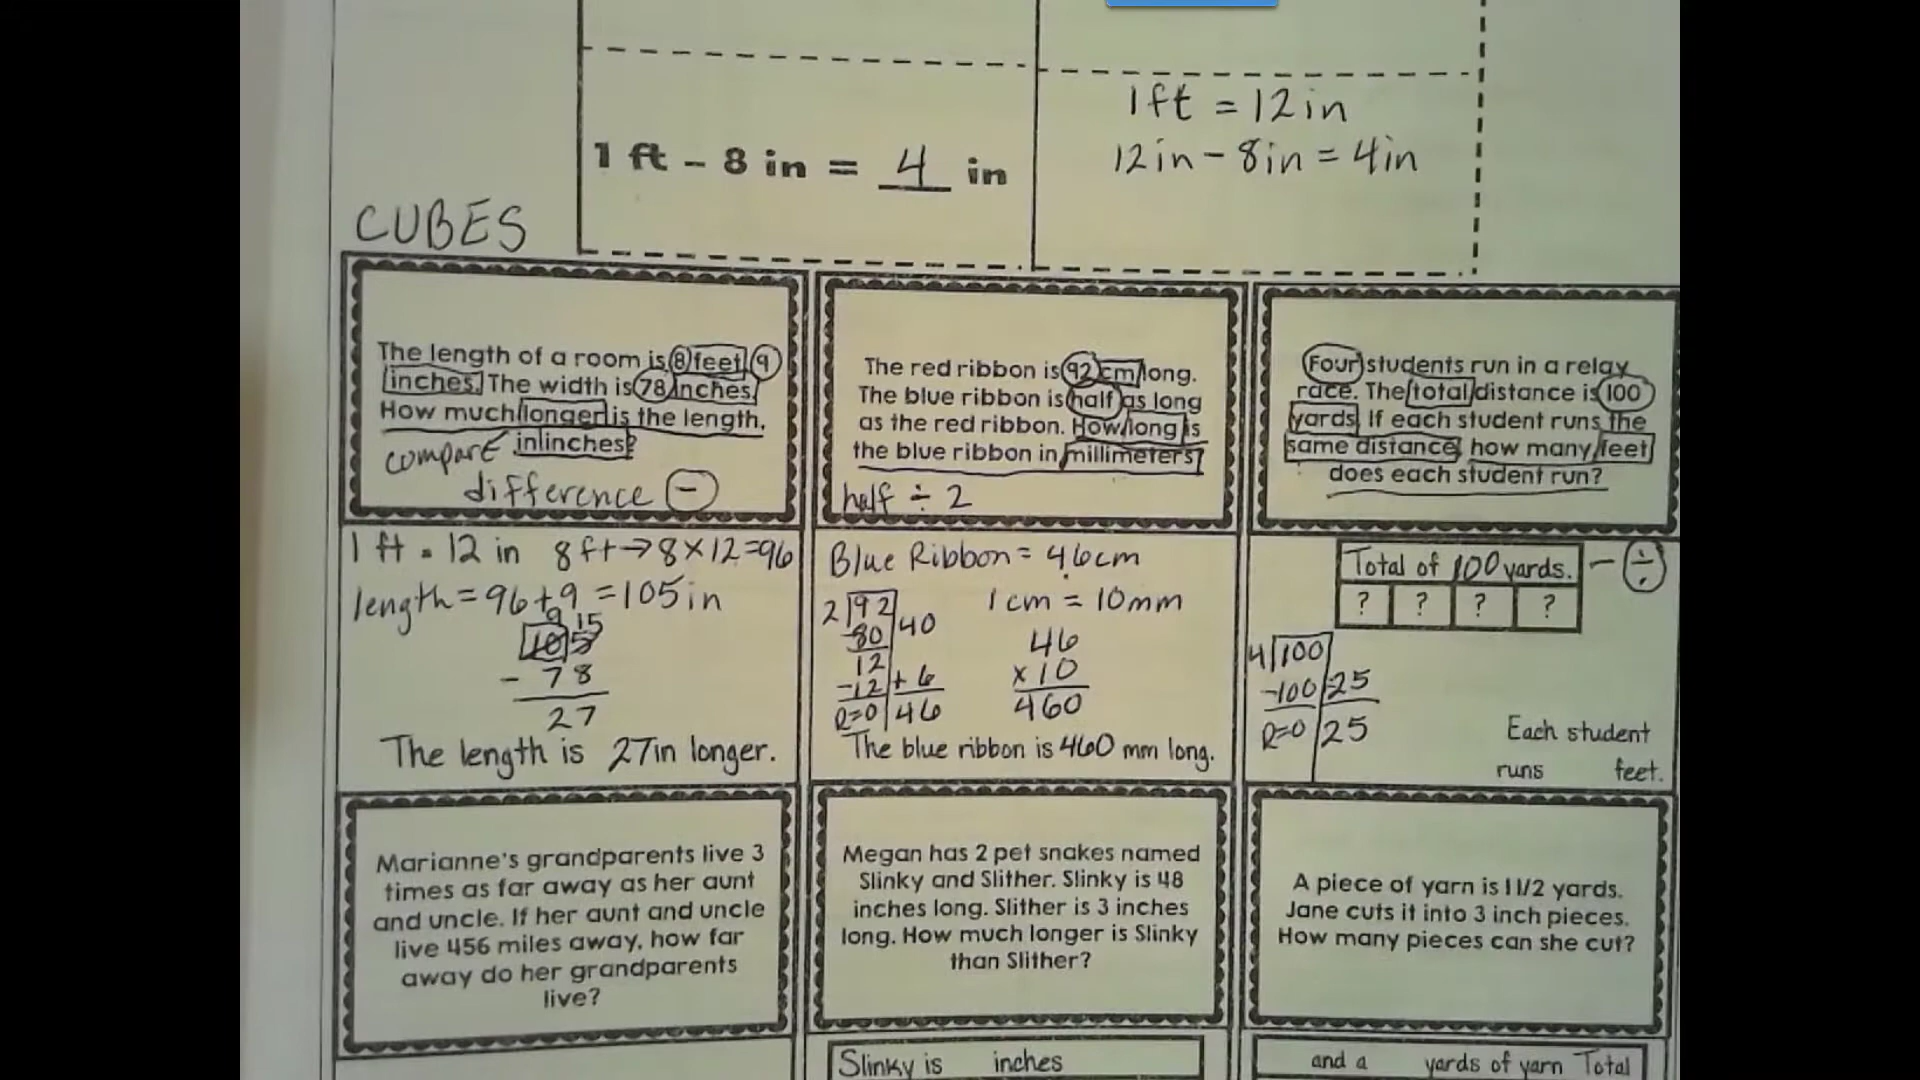 1 ft = 12 in
12 in - 8 in = 4 in
1 ft - 8 in = 4 in
CUBES
The length of a room is 8 feet 9
inches. The width is 78 inches.
How much longer is the length,
in inches?
compare
difference -
The red ribbon is 92 cm long.
The blue ribbon is half as long
as the red ribbon. How long is
the blue ribbon in millimeters?
half ÷ 2
Four students run in a relay
race. The total distance is 100
yards. If each student runs the
same distance, how many feet
does each student run?
1 ft = 12 in 8 ft → 8 × 12 = 96
length = 96 + 9 = 105 in
9 15
105
- 78
27
The length is 27 in longer.
Blue Ribbon = 46 cm
1 cm = 10 mm
2 92
-80 40
12
-12 + 6
R=0 46
46
× 10
460
The blue ribbon is 460 mm long.
Total of 100 yards. - ÷
? ? ? ?
4 100
-100 25
R=0 25
Each student
runs feet.
Marianne's grandparents live 3
times as far away as her aunt
and uncle. If her aunt and uncle
live 456 miles away, how far
away do her grandparents
live?
Megan has 2 pet snakes named
Slinky and Slither. Slinky is 48
inches long. Slither is 3 inches
long. How much longer is Slinky
than Slither?
A piece of yarn is 1 1/2 yards.
Jane cuts it into 3 inch pieces.
How many pieces can she cut?
Slinky is inches
and a yards of yarn Total